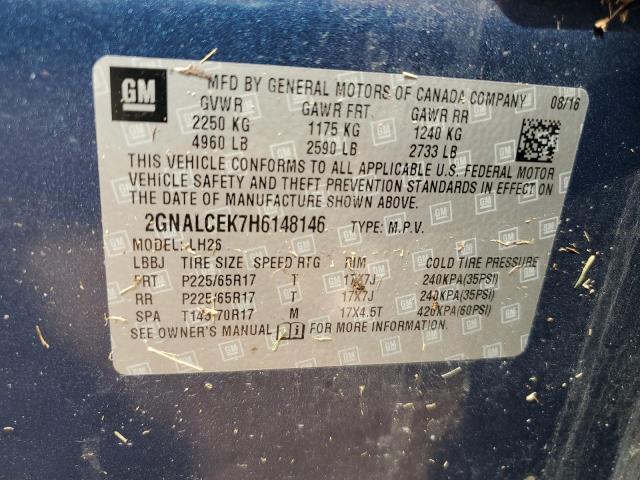 GM MFD BY GENERAL MOTORS OF CANADA COMPANY 08/16
GVWR GAWR FRT GAWR RR
2250 KG 1175 KG 1240 KG
4960 LB 2590 LB 2733 LB
THIS VEHICLE CONFORMS TO ALL APPLICABLE U.S. FEDERAL MOTOR
VEHICLE SAFETY AND THEFT PREVENTION STANDARDS IN EFFECT ON
THE DATE OF MANUFACTURE SHOWN ABOVE.
2GNALCEK7H6148146 TYPE: M.P.V.
MODEL: LH26
LBBJ TIRE SIZE SPEED RTG RIM COLD TIRE PRESSURE
FRT P225/65R17 T 17X7J 240KPA(35PSI)
RR P225/65R17 T 17X7J 240KPA(35PSI)
SPA T145/70R17 M 17X4.5T 420KPA(60PSI)
SEE OWNER'S MANUAL FOR MORE INFORMATION.